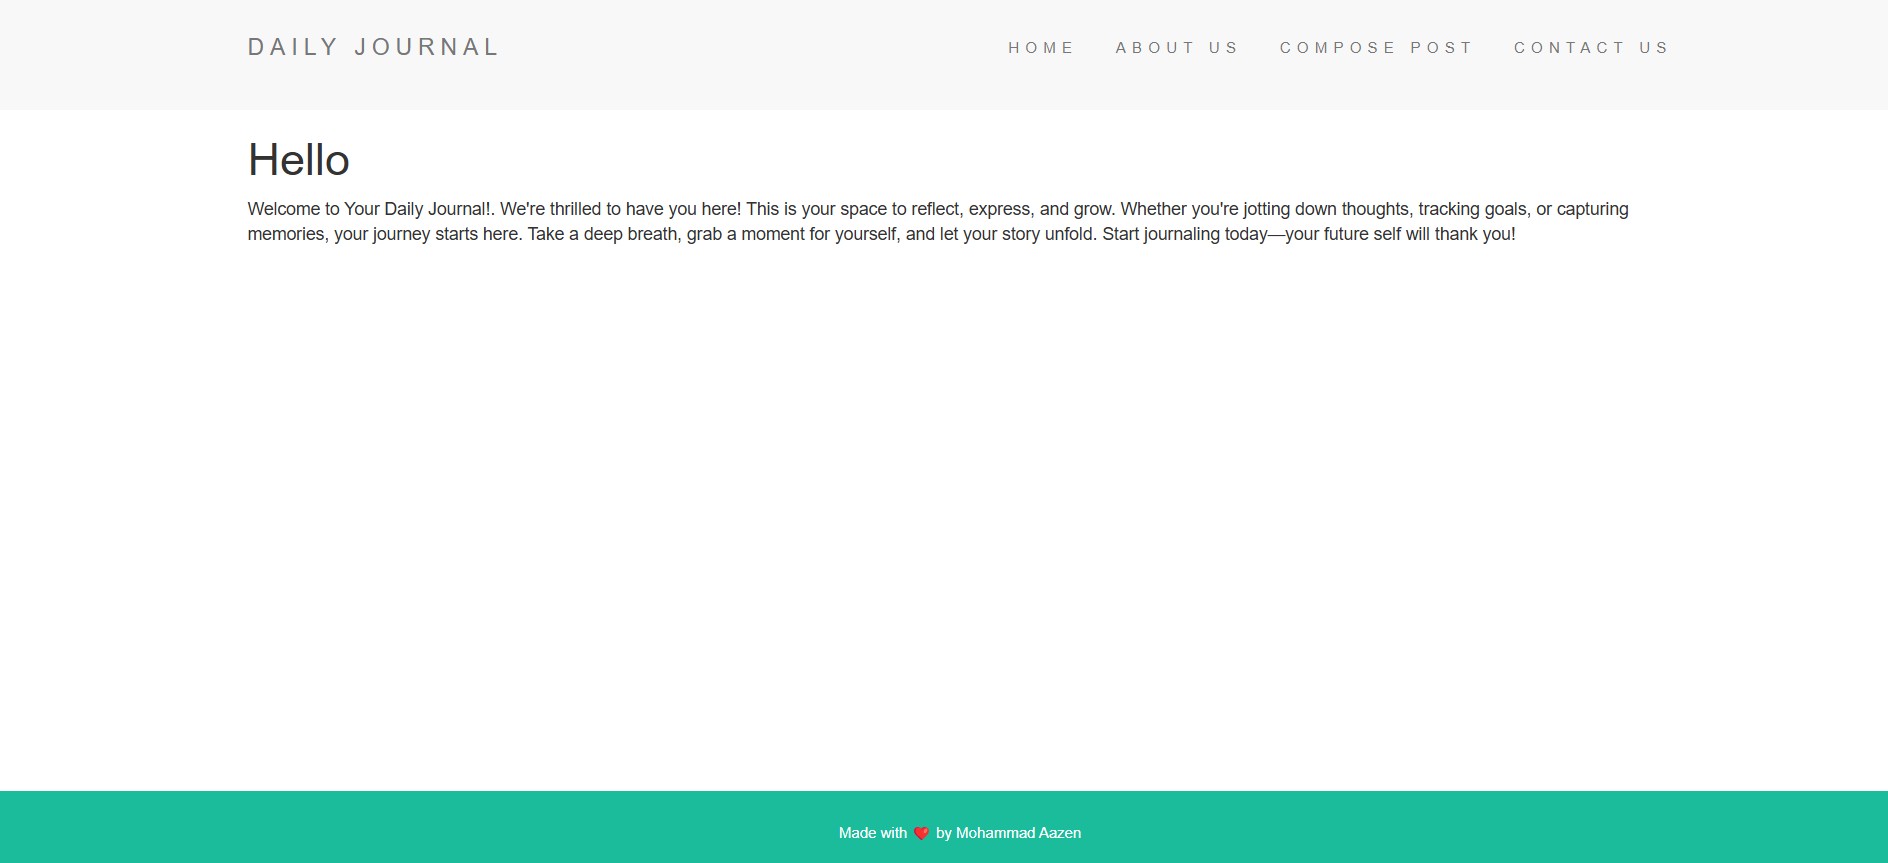 DAILY JOURNAL
HOME ABOUT US COMPOSE POST CONTACT US
Hello
Welcome to Your Daily Journal!. We're thrilled to have you here! This is your space to reflect, express, and grow. Whether you're jotting down thoughts, tracking goals, or capturing
memories, your journey starts here. Take a deep breath, grab a moment for yourself, and let your story unfold. Start journaling today—your future self will thank you!
Made with ❤️ by Mohammad Aazen